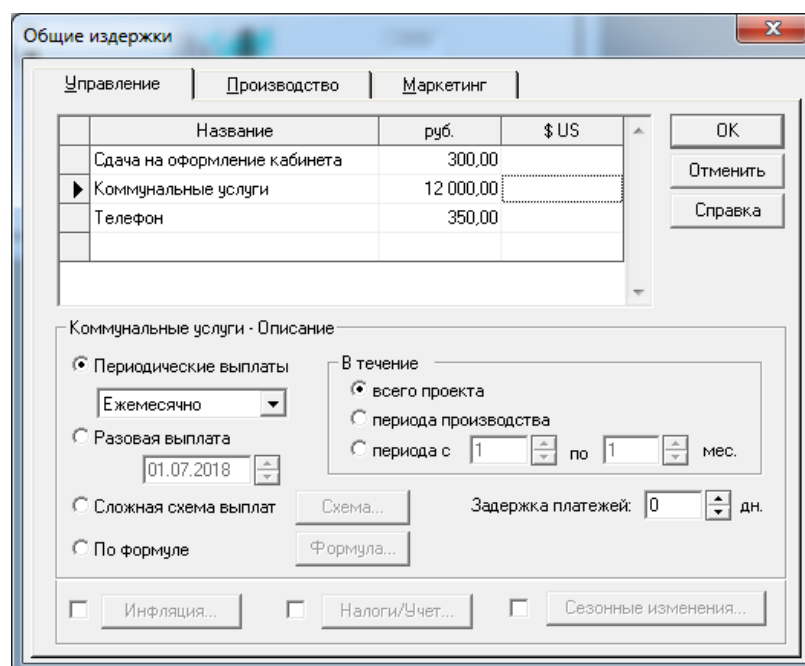 Общие издержки
Управление Производство Маркетинг
Название руб. $ US
Сдача на оформление кабинета 300,00
Коммунальные услуги 12 000,00
Телефон 350,00
OK
Отменить
Справка
Коммунальные услуги - Описание
Периодические выплаты
Ежемесячно
Разовая выплата
01.07.2018
Сложная схема выплат Схема...
По формуле Формула...
В течение
всего проекта
периода производства
периода с 1 по 1 мес.
Задержка платежей: 0 дн.
Инфляция... Налоги/Учет... Сезонные изменения...